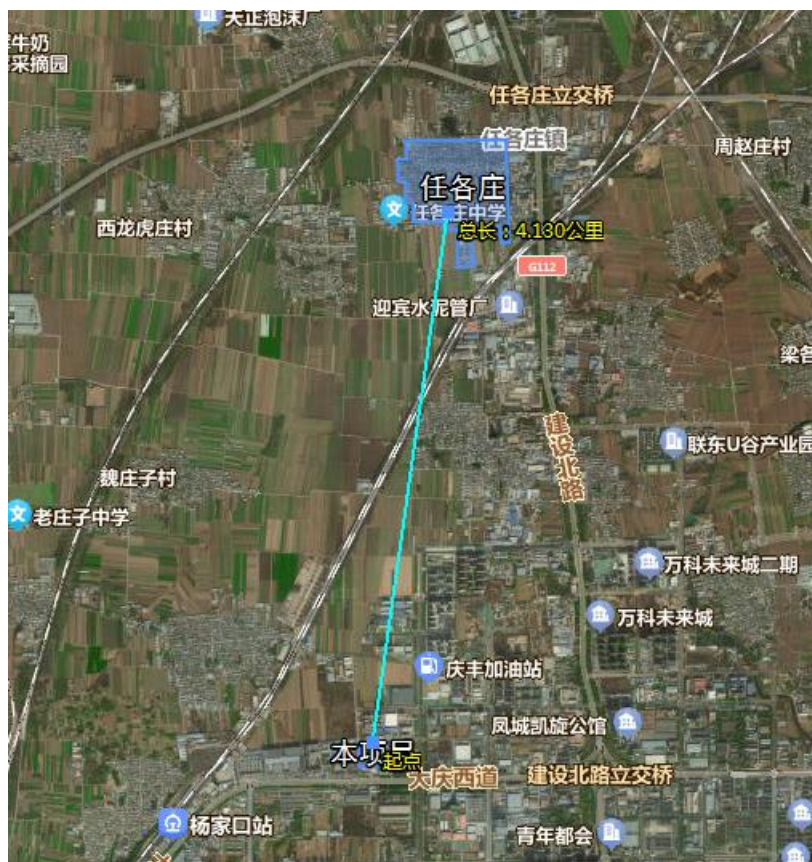 天正泡沫厂
牛奶
采摘园
任各庄立交桥
任各庄镇
周赵庄村
任各庄
任各庄中学
西龙虎庄村
总长：4.130公里
G112
迎宾水泥管厂
梁各
建设北路
联东U谷产业园
魏庄子村
老庄子中学
万科未来城二期
万科未来城
庆丰加油站
凤城凯旋公馆
本项目
起点
大庆西道
建设北路立交桥
杨家口站
青年都会